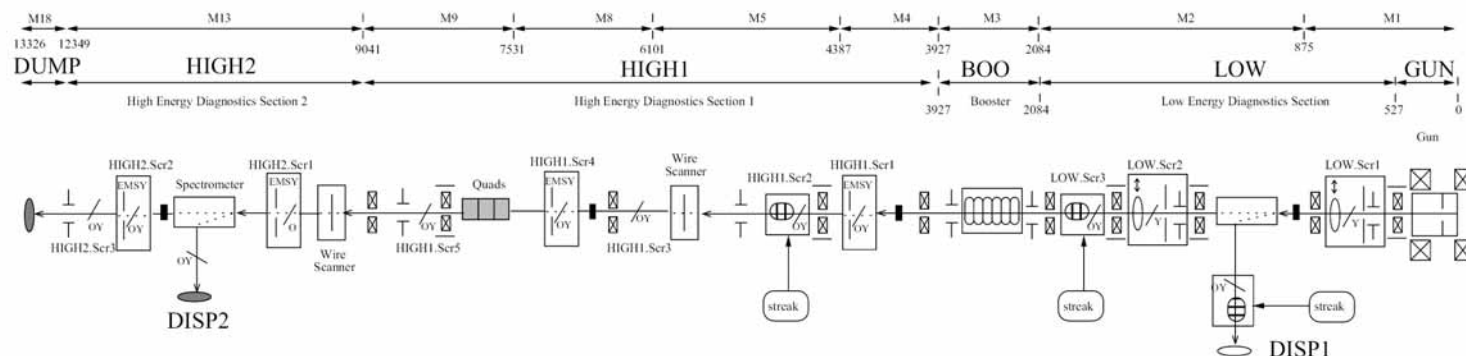 M18 M13 M9 M8 M5 M4 M3 M2 M1
13326 12349 9041 7531 6101 4387 3927 2084 875
DUMP HIGH2 HIGH1 BOO LOW GUN
High Energy Diagnostics Section 2 High Energy Diagnostics Section 1 Booster Low Energy Diagnostics Section
3927 2084 527 0
Gun
HIGH2.Scr2 Spectrometer HIGH2.Scr1 Quads HIGH1.Scr4 Wire Scanner HIGH1.Scr2 HIGH1.Scr1 LOW.Scr3 LOW.Scr2 LOW.Scr1
EMSY EMSY EMSY EMSY
OY OY O OY OY OY OY OY OY Y Y
HIGH2.Scr3 HIGH1.Scr5 HIGH1.Scr3
Wire
Scanner
OY
OY
streak streak streak
DISP2
DISP1